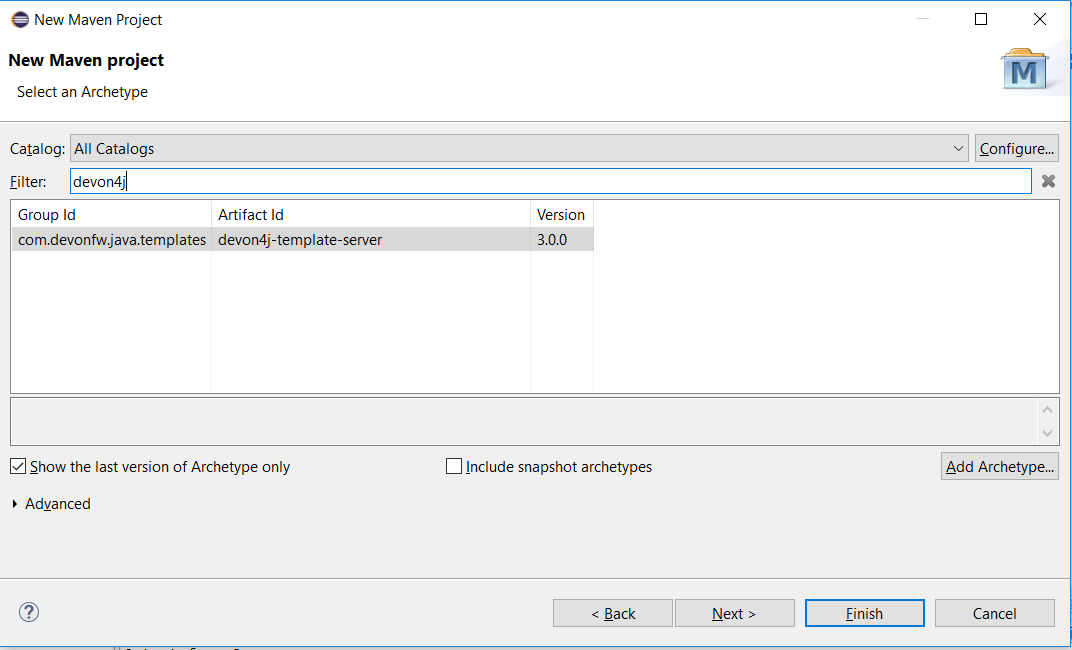 New Maven Project
New Maven project
Select an Archetype
M
Catalog: All Catalogs Configure...
Filter: devon4j
Group Id Artifact Id Version
com.devonfw.java.templates devon4j-template-server 3.0.0
Show the last version of Archetype only Include snapshot archetypes Add Archetype...
Advanced
? < Back Next > Finish Cancel